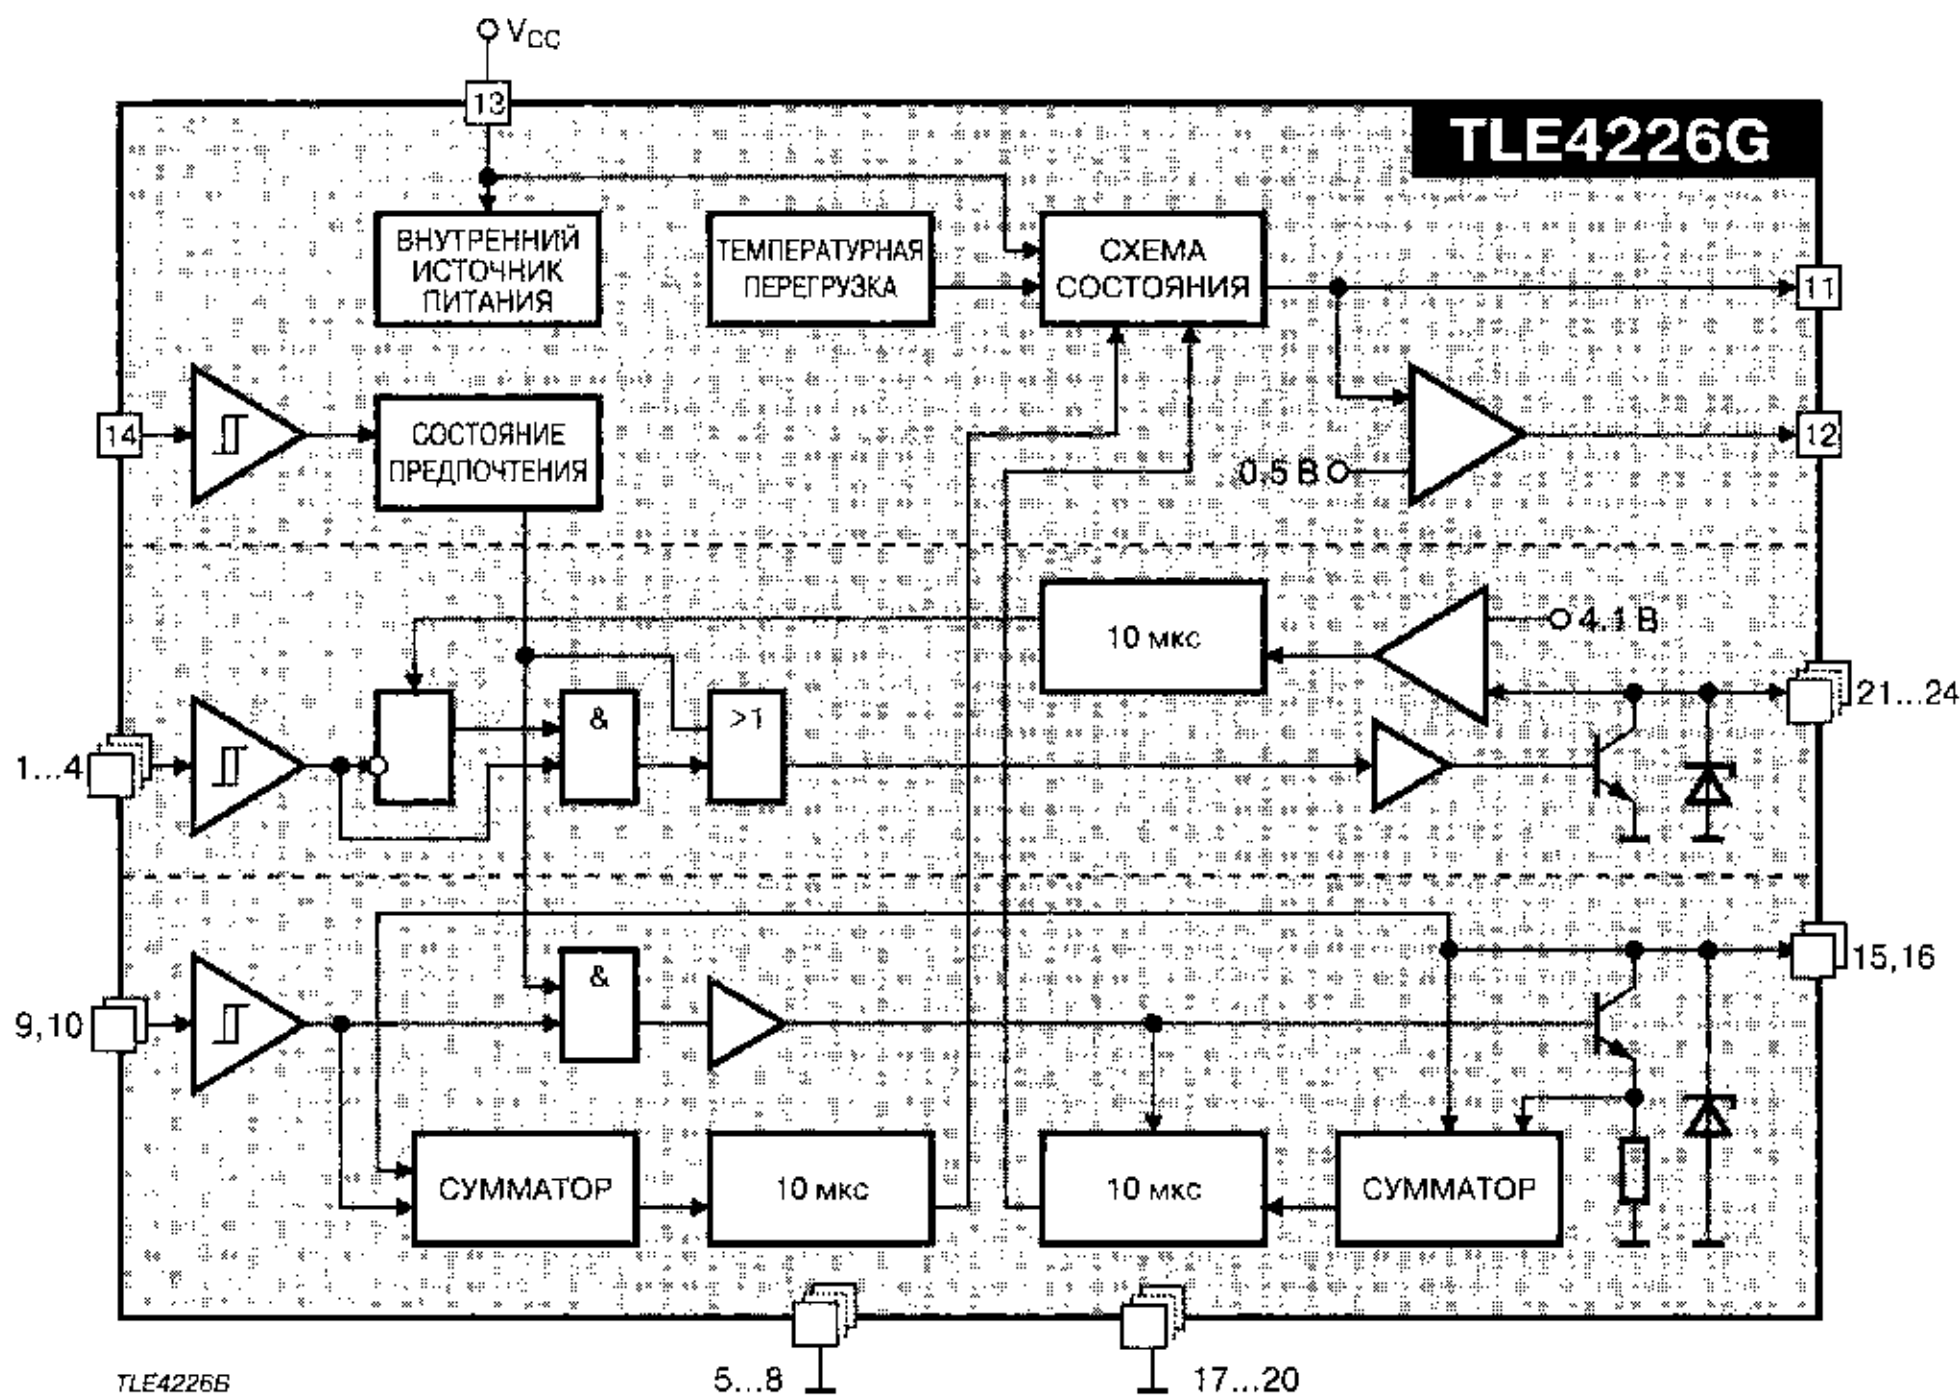 V_CC
13
TLE4226G
ВНУТРЕННИЙ
ИСТОЧНИК
ПИТАНИЯ
ТЕМПЕРАТУРНАЯ
ПЕРЕГРУЗКА
СХЕМА
СОСТОЯНИЯ
11
14
СОСТОЯНИЕ
ПРЕДПОЧТЕНИЯ
0.5 В
12
10 мкс
4.1 В
21...24
1...4
&
>1
15,16
9,10
&
СУММАТОР
10 мкс
10 мкс
СУММАТОР
5...8
17...20
TLE4226B